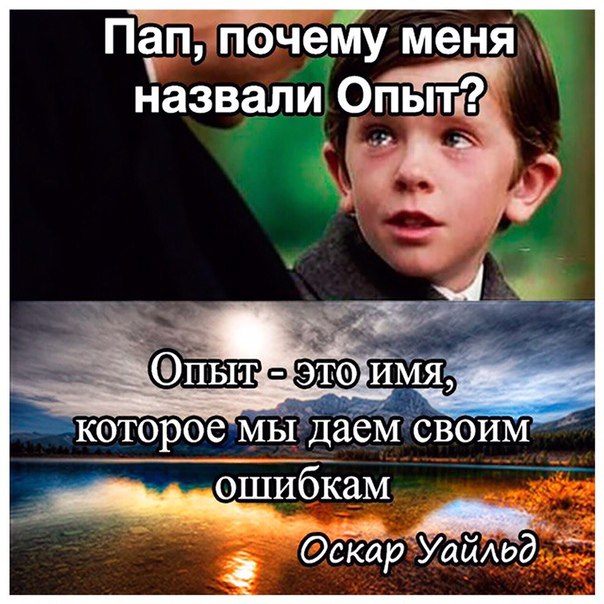 Пап, почему меня
назвали Опыт?
Опыт - это имя,
которое мы даем своим
ошибкам
Оскар Уайльд